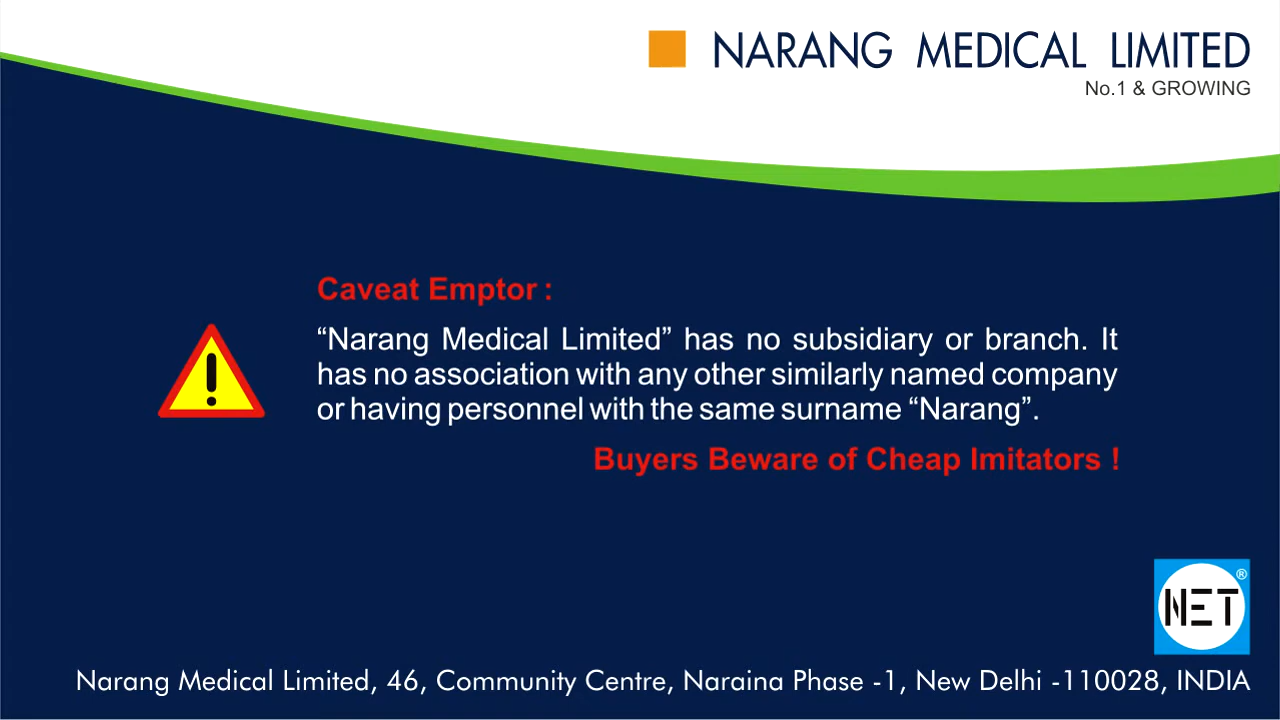 NARANG MEDICAL LIMITED
No.1 & GROWING
Caveat Emptor :
“Narang Medical Limited” has no subsidiary or branch. It
has no association with any other similarly named company
or having personnel with the same surname “Narang”.
Buyers Beware of Cheap Imitators !
NET®
Narang Medical Limited, 46, Community Centre, Naraina Phase -1, New Delhi -110028, INDIA